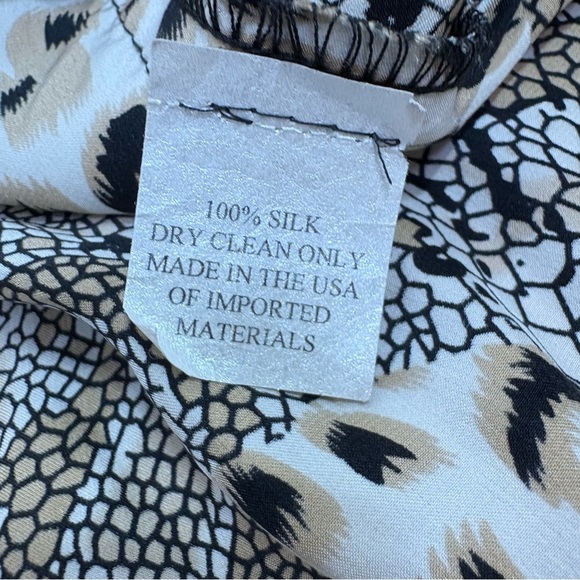 100% SILK
DRY CLEAN ONLY
MADE IN THE USA
OF IMPORTED
MATERIALS